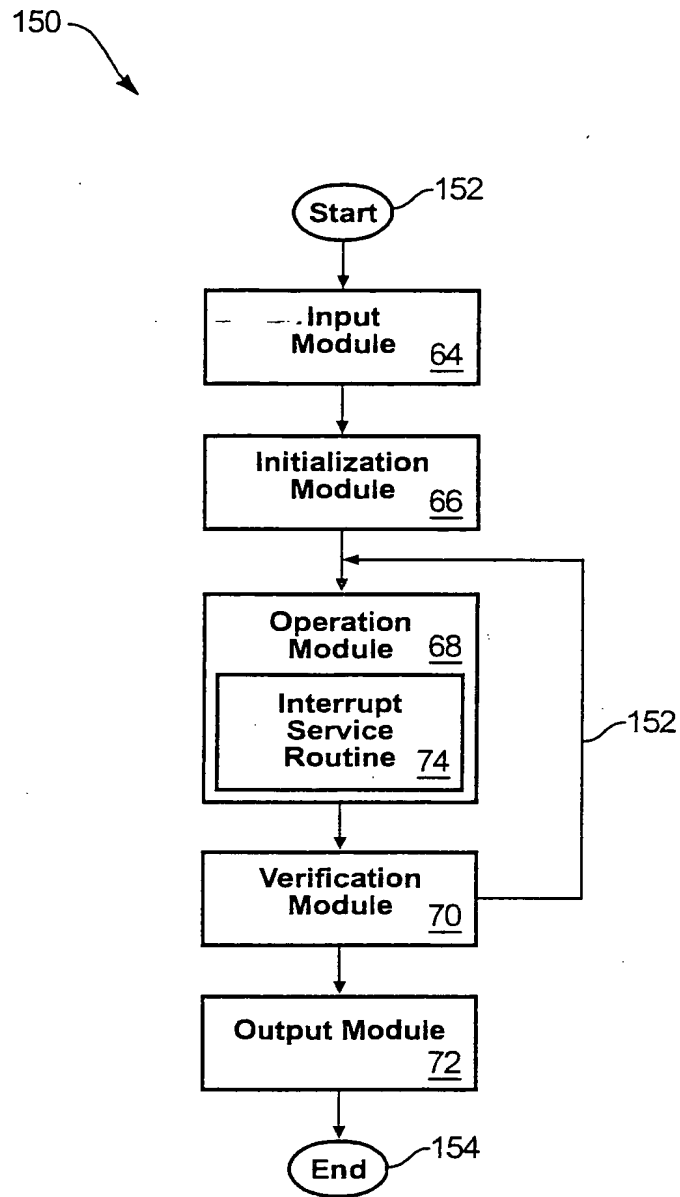 150
Start
152
Input
Module
64
Initialization
Module
66
Operation
Module
68
Interrupt
Service
Routine
74
152
Verification
Module
70
Output Module
72
End
154